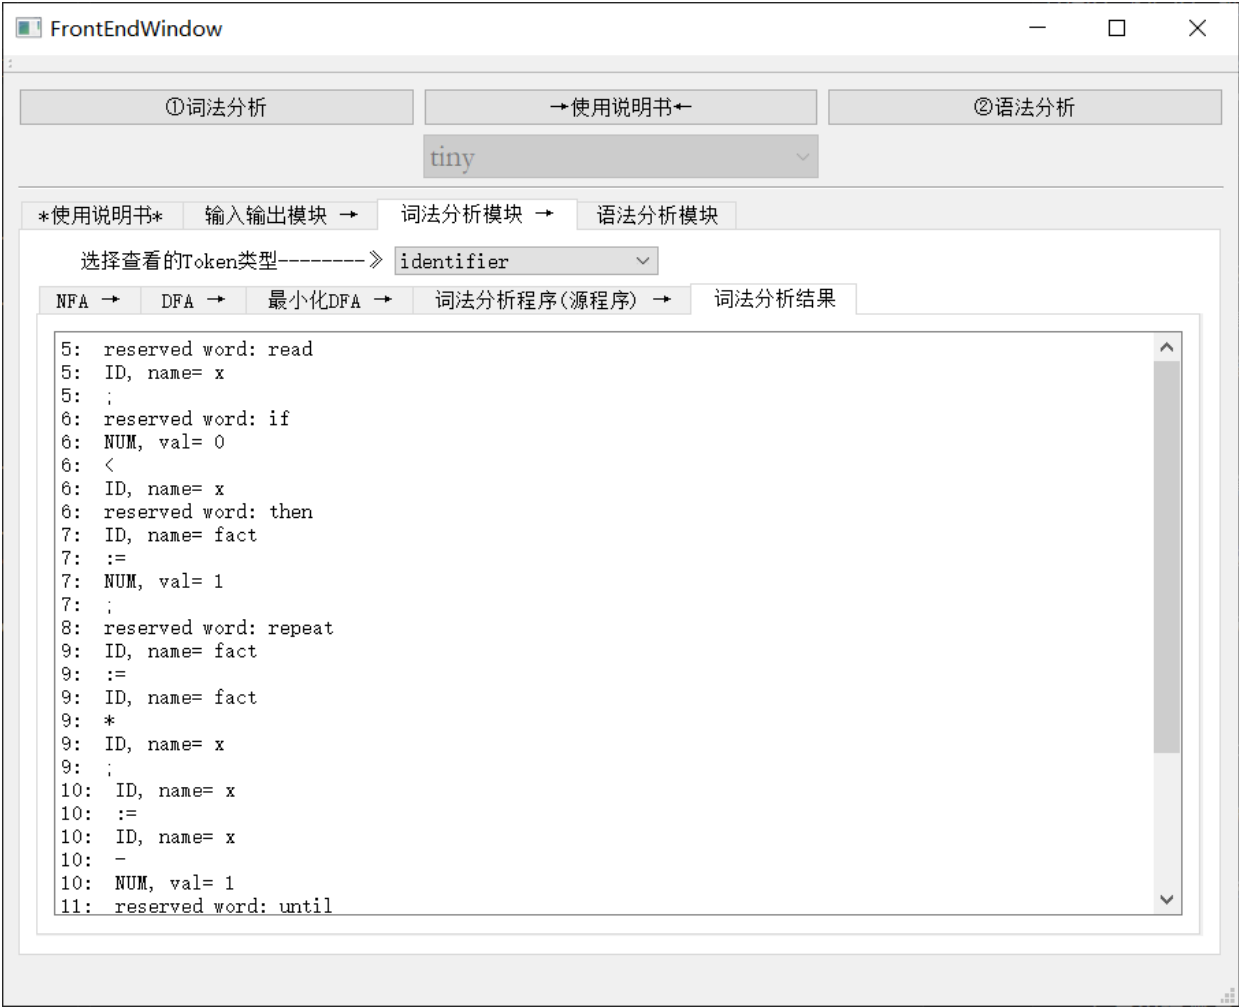 FrontEndWindow
①词法分析
→使用说明书←
②语法分析
tiny
*使用说明书*
输入输出模块 →
词法分析模块 →
语法分析模块
选择查看的Token类型--------》
identifier
NFA →
DFA →
最小化DFA →
词法分析程序(源程序) →
词法分析结果
5:  reserved word: read
5:  ID, name= x
5:  ;
6:  reserved word: if
6:  NUM, val= 0
6:  <
6:  ID, name= x
6:  reserved word: then
7:  ID, name= fact
7:  :=
7:  NUM, val= 1
7:  ;
8:  reserved word: repeat
9:  ID, name= fact
9:  :=
9:  ID, name= fact
9:  *
9:  ID, name= x
9:  ;
10:  ID, name= x
10:  :=
10:  ID, name= x
10:  -
10:  NUM, val= 1
11:  reserved word: until